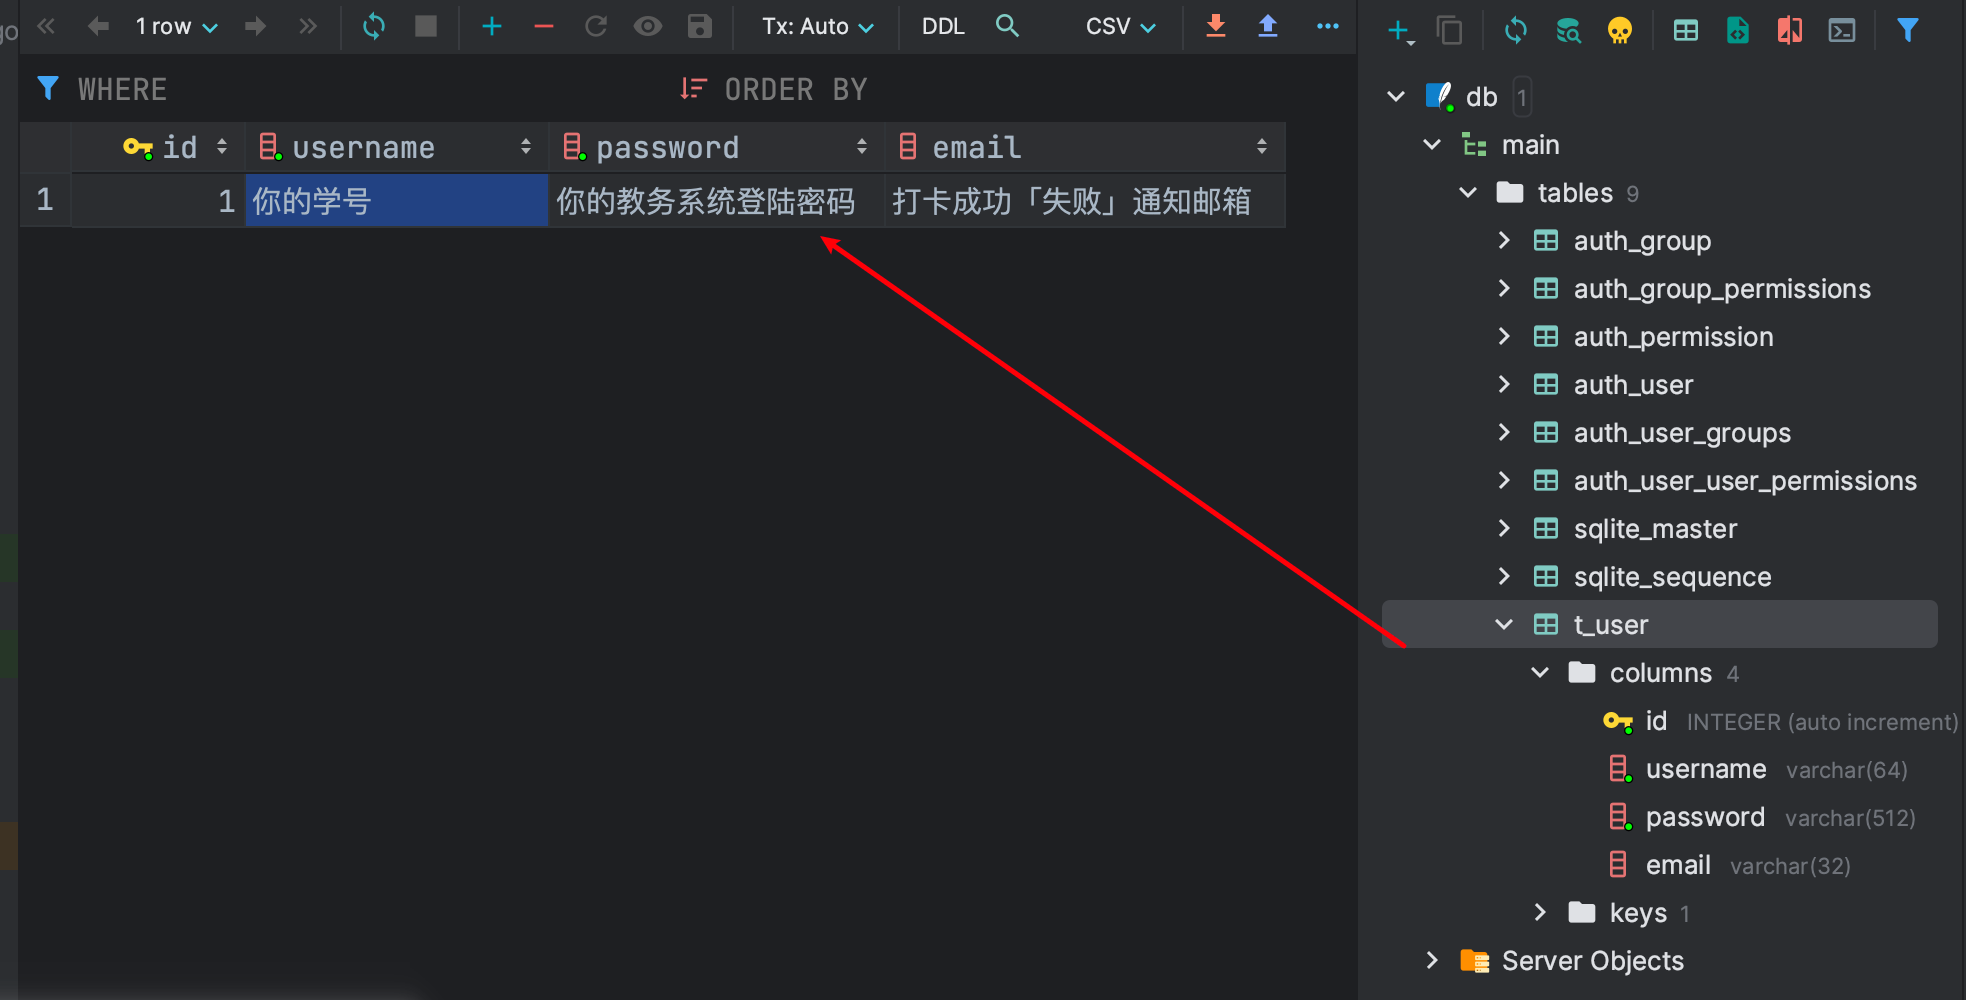 go
1 row
Tx: Auto
DDL
CSV
WHERE
ORDER BY
id username password email
1 1 你的学号 你的教务系统登陆密码 打卡成功「失败」通知邮箱
db 1
main
tables 9
auth_group
auth_group_permissions
auth_permission
auth_user
auth_user_groups
auth_user_user_permissions
sqlite_master
sqlite_sequence
t_user
columns 4
id INTEGER (auto increment)
username varchar(64)
password varchar(512)
email varchar(32)
keys 1
Server Objects